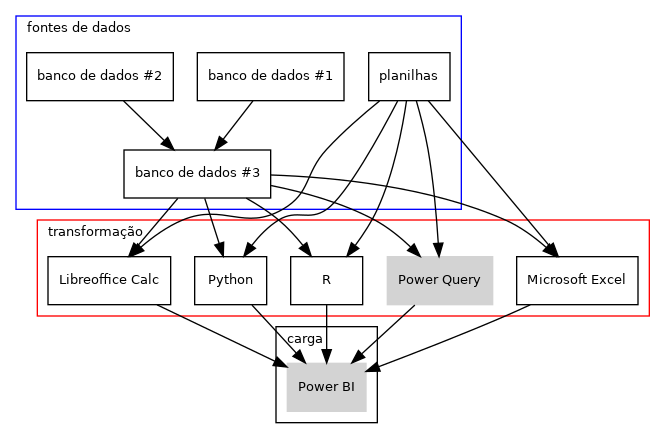 fontes de dados
banco de dados #2
banco de dados #1
planilhas
banco de dados #3
transformação
Libreoffice Calc
Python
R
Power Query
Microsoft Excel
carga
Power BI